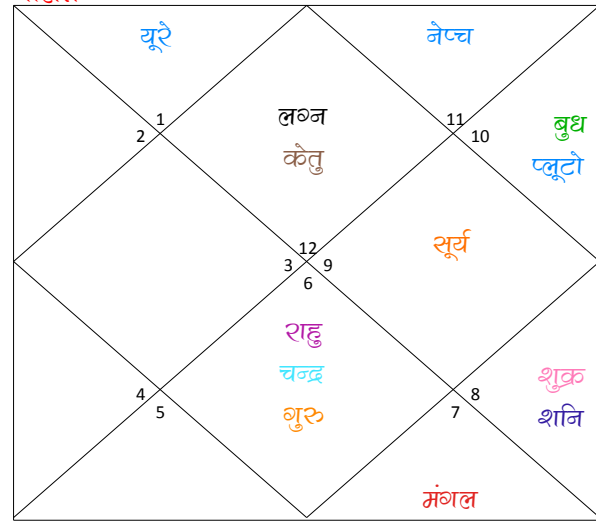 यूरे
नेप्च
लग्न
केतु
1
2
11
10
बुध
प्लूटो
सूर्य
12
3
9
6
राहु
चन्द्र
गुरु
4
5
8
7
शुक्र
शनि
मंगल